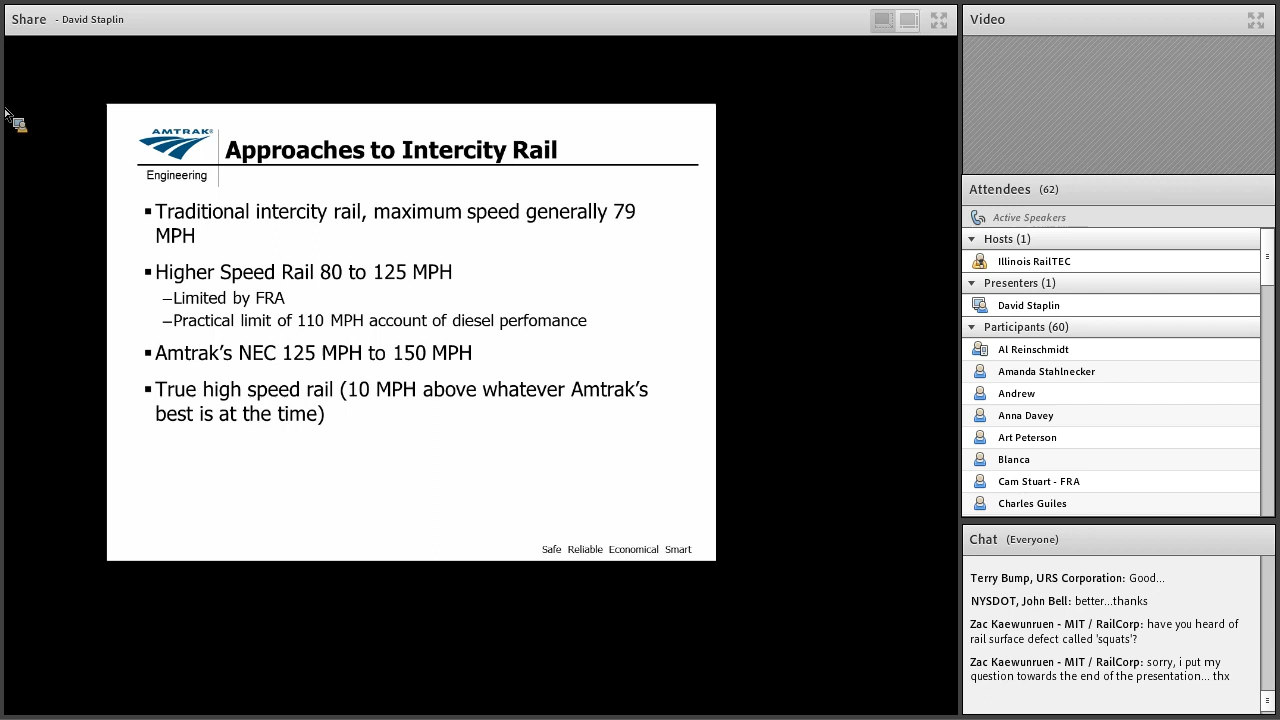 Share - David Staplin
AMTRAK®
Engineering
Approaches to Intercity Rail
▪Traditional intercity rail, maximum speed generally 79
MPH
▪Higher Speed Rail 80 to 125 MPH
–Limited by FRA
–Practical limit of 110 MPH account of diesel perfomance
▪Amtrak's NEC 125 MPH to 150 MPH
▪True high speed rail (10 MPH above whatever Amtrak's
best is at the time)
Safe Reliable Economical Smart
Video
Attendees (62)
Active Speakers
Hosts (1)
Illinois RailTEC
Presenters (1)
David Staplin
Participants (60)
Al Reinschmidt
Amanda Stahlnecker
Andrew
Anna Davey
Art Peterson
Blanca
Cam Stuart - FRA
Charles Guiles
Chat (Everyone)
Terry Bump, URS Corporation: Good...
NYSDOT, John Bell: better...thanks
Zac Kaewunruen - MIT / RailCorp: have you heard of
rail surface defect called 'squats'?
Zac Kaewunruen - MIT / RailCorp: sorry, i put my
question towards the end of the presentation... thx